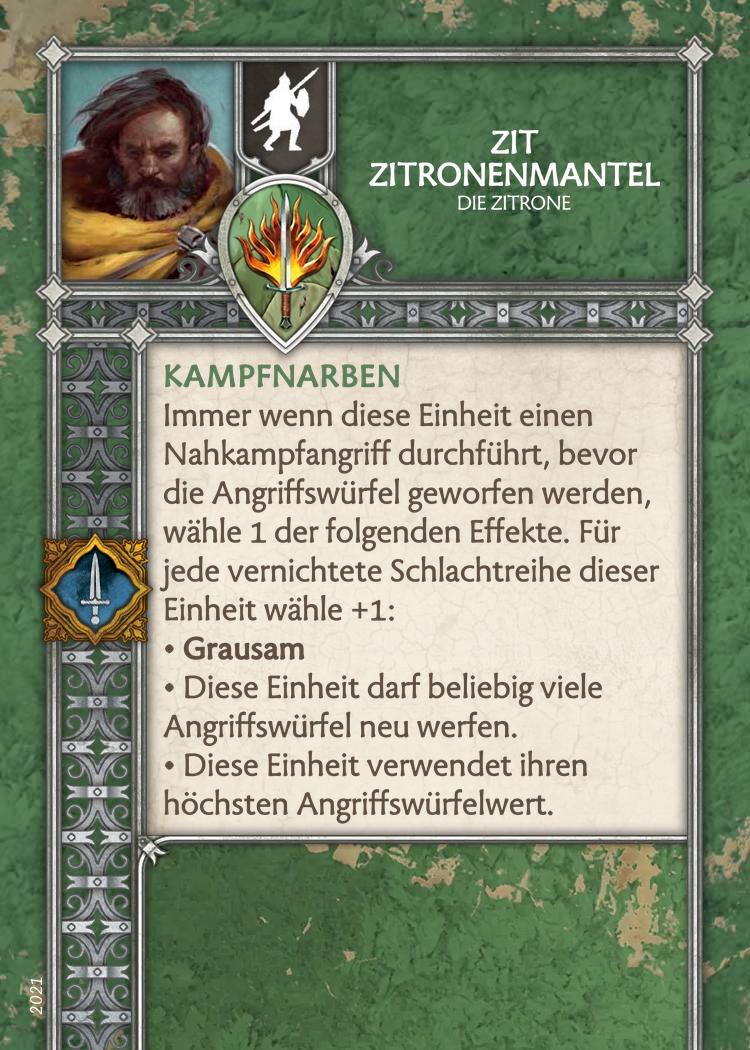 ZIT
ZITRONENMANTEL
DIE ZITRONE
KAMPFNARBEN
Immer wenn diese Einheit einen
Nahkampfangriff durchführt, bevor
die Angriffswürfel geworfen werden,
wähle 1 der folgenden Effekte. Für
jede vernichtete Schlachtreihe dieser
Einheit wähle +1:
• Grausam
• Diese Einheit darf beliebig viele
Angriffswürfel neu werfen.
• Diese Einheit verwendet ihren
höchsten Angriffswürfelwert.
2021